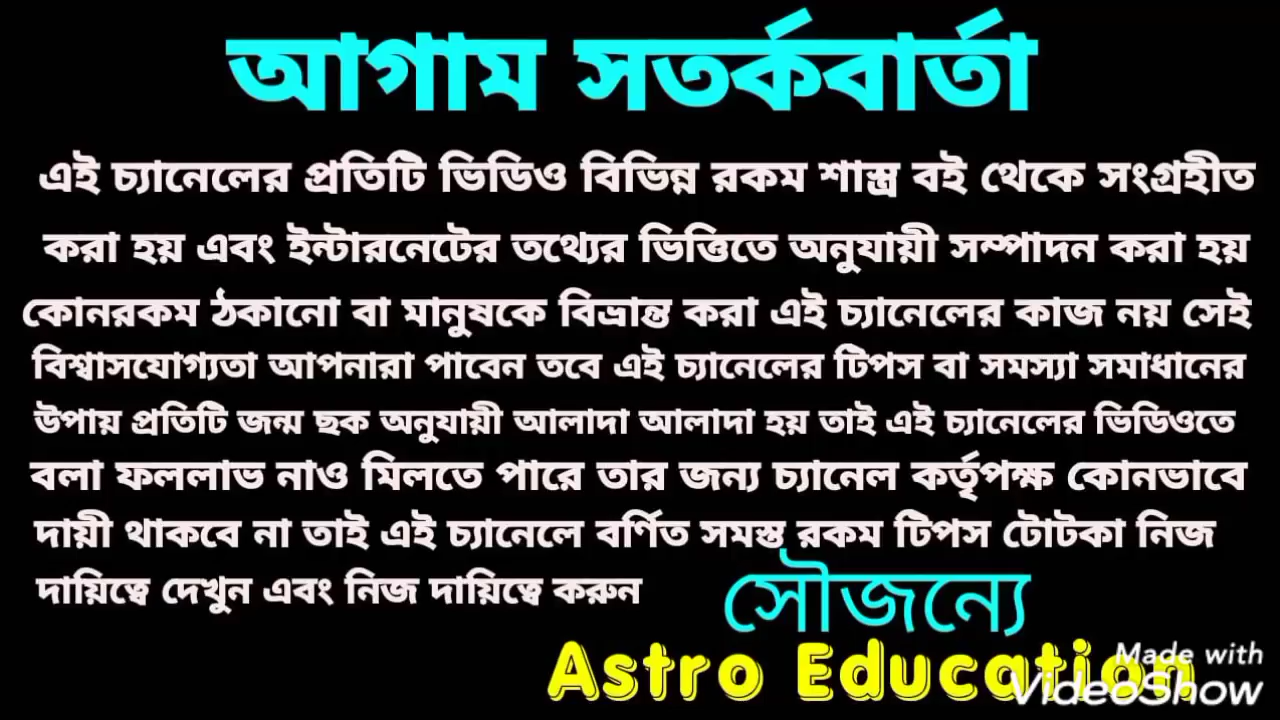 আগাম সতর্কবার্তা
এই চ্যানেলের প্রতিটি ভিডিও বিভিন্ন রকম শাস্ত্র বই থেকে সংগ্রহীত
করা হয় এবং ইন্টারনেটের তথ্যের ভিত্তিতে অনুযায়ী সম্পাদন করা হয়
কোনরকম ঠকানো বা মানুষকে বিভ্রান্ত করা এই চ্যানেলের কাজ নয় সেই
বিশ্বাসযোগ্যতা আপনারা পাবেন তবে এই চ্যানেলের টিপস বা সমস্যা সমাধানের
উপায় প্রতিটি জন্ম ছক অনুযায়ী আলাদা আলাদা হয় তাই এই চ্যানেলের ভিডিওতে
বলা ফললাভ নাও মিলতে পারে তার জন্য চ্যানেল কর্তৃপক্ষ কোনভাবে
দায়ী থাকবে না তাই এই চ্যানেলে বর্ণিত সমস্ত রকম টিপস টোটকা নিজ
দায়িত্বে দেখুন এবং নিজ দায়িত্বে করুন
সৌজন্যে
Astro Education
Made with
VideoShow